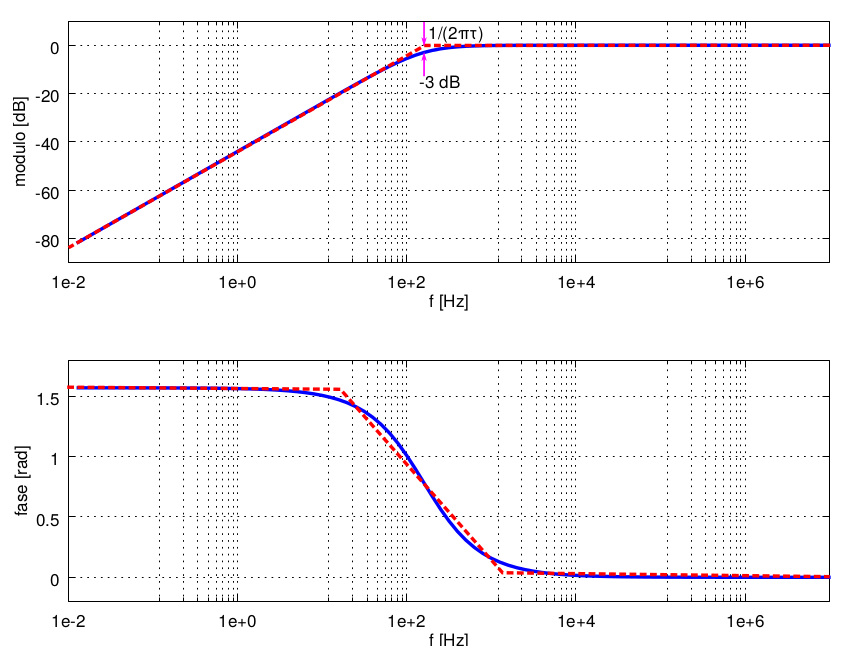 1/(2πτ)
0
-3 dB
-20
-40
-60
-80
modulo [dB]
1e-2 1e+0 1e+2 1e+4 1e+6
f [Hz]
1.5
1
0.5
0
fase [rad]
1e-2 1e+0 1e+2 1e+4 1e+6
f [Hz]